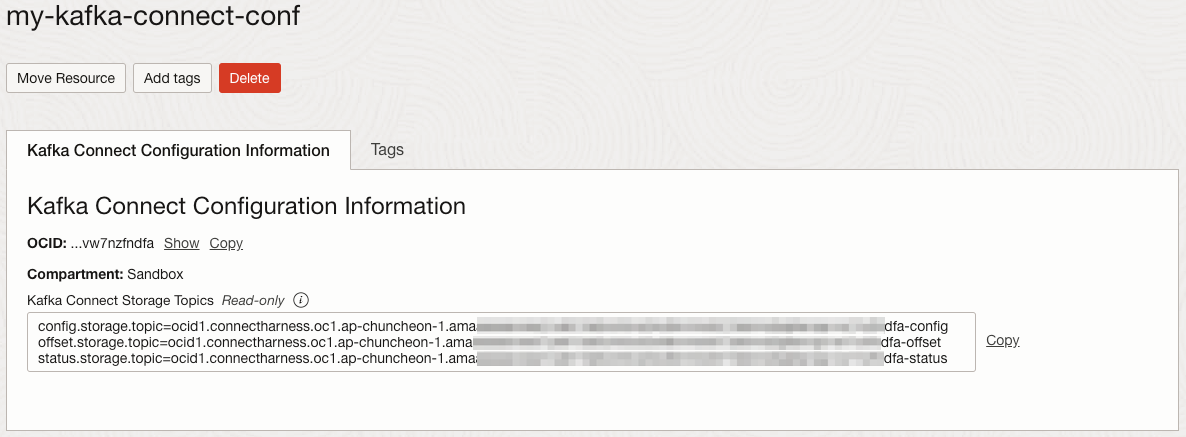 my-kafka-connect-conf
Move Resource Add tags Delete
Kafka Connect Configuration Information Tags
Kafka Connect Configuration Information
OCID: ...vw7nzfndfa Show Copy
Compartment: Sandbox
Kafka Connect Storage Topics Read-only i
config.storage.topic=ocid1.connectharness.oc1.ap-chuncheon-1.ama dfa-config
offset.storage.topic=ocid1.connectharness.oc1.ap-chuncheon-1.ama dfa-offset Copy
status.storage.topic=ocid1.connectharness.oc1.ap-chuncheon-1.ama dfa-status